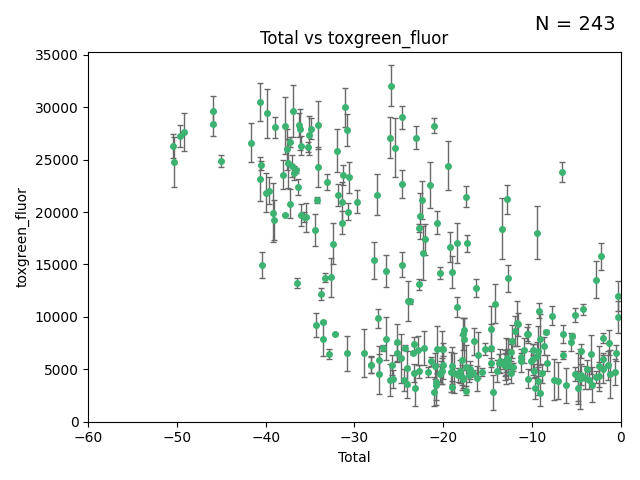 N = 243
Total vs toxgreen_fluor
35000
30000
25000
20000
15000
10000
5000
0
toxgreen_fluor
−60 −50 −40 −30 −20 −10 0
Total